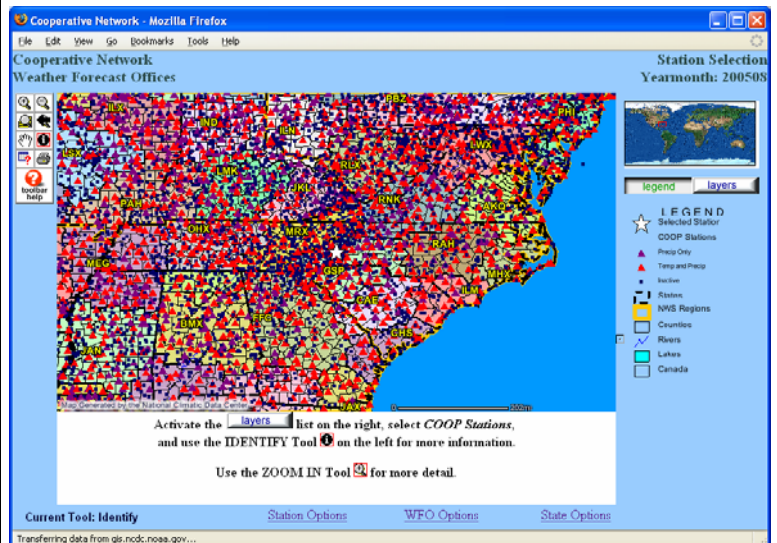 Cooperative Network - Mozilla Firefox
File Edit View Go Bookmarks Tools Help
Cooperative Network
Weather Forecast Offices
Station Selection
Yearmonth: 200508
toolbar
help
ILX
IND
ILN
PBZ
PHI
LSX
LMK
JKL
RLX
LWX
PAH
RNK
AKQ
OHX
MRX
RAH
MEG
GSP
MHX
CAE
ILM
BMX
FFC
CHS
JAN
JAX
Map Generated by the National Climatic Data Center
0
legend
layers
LEGEND
Selected Station
COOP Stations
Precip Only
Temp and Precip
Inactive
States
NWS Regions
Counties
Rivers
Lakes
Canada
Activate the layers list on the right, select COOP Stations,
and use the IDENTIFY Tool on the left for more information.
Use the ZOOM IN Tool for more detail.
Current Tool: Identify
Station Options
WFO Options
State Options
Transferring data from gis.ncdc.noaa.gov...